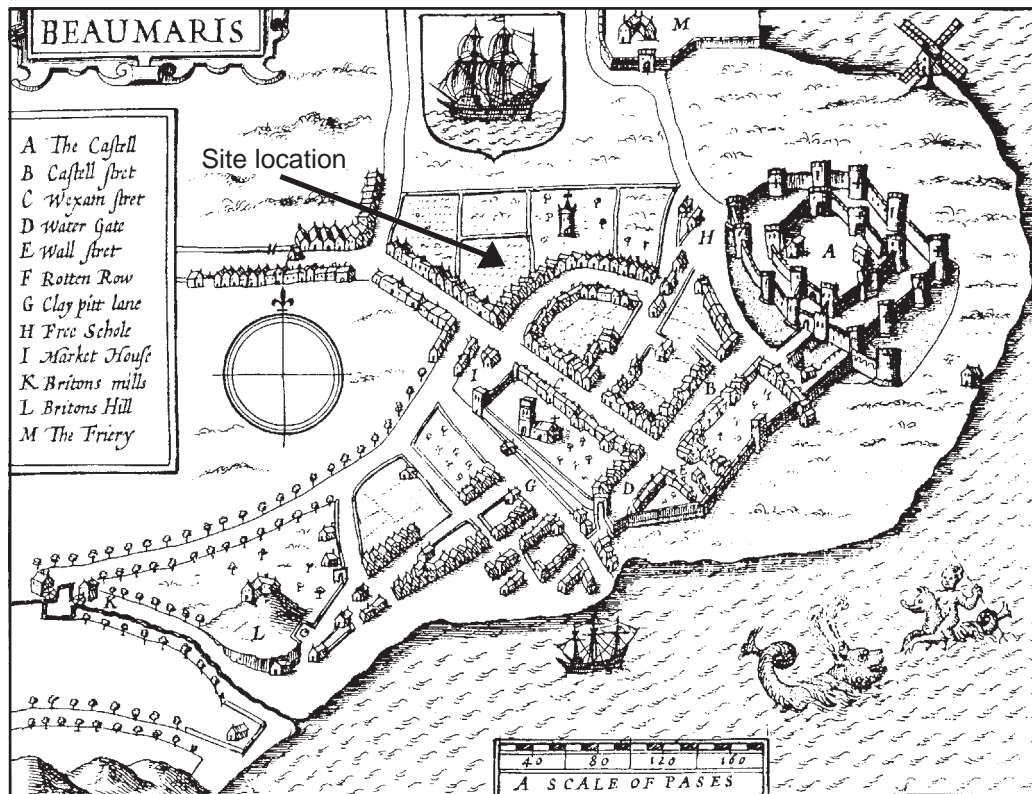 BEAUMARIS
M
A The Castell
B Castell stret
C Wexam stret
D Water Gate
E Wall stret
F Rotten Row
G Clay pitt lane
H Free Schole
I Market House
K Britons mills
L Britons Hill
M The Friery
Site location
H
A
I
B
C
G
D
K
L
40 80 120 160
A SCALE OF PASES